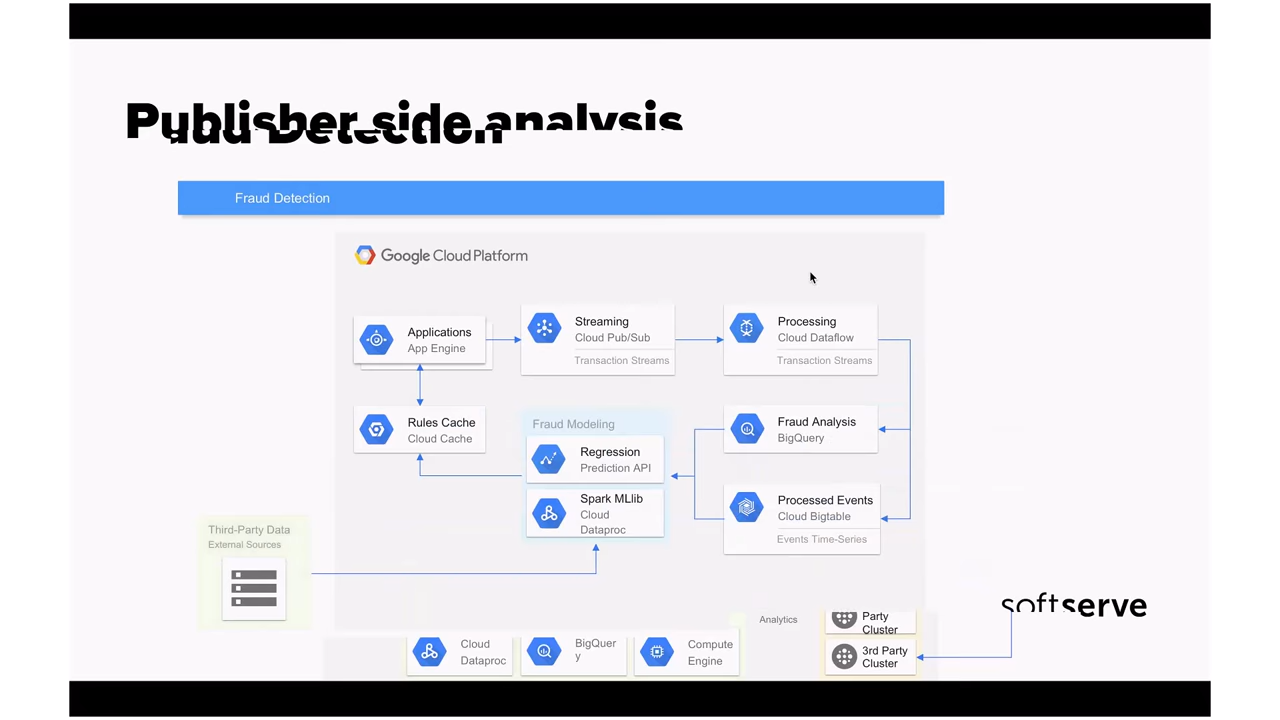 Publisher side analysis
Fraud Detection
Google Cloud Platform
Applications
App Engine
Streaming
Cloud Pub/Sub
Transaction Streams
Processing
Cloud Dataflow
Transaction Streams
Rules Cache
Cloud Cache
Fraud Modeling
Regression
Prediction API
Spark MLlib
Cloud
Dataproc
Fraud Analysis
BigQuery
Processed Events
Cloud Bigtable
Events Time-Series
Third-Party Data
External Sources
softserve
Cloud
Dataproc
BigQuer
y
Compute
Engine
Analytics
Party
Cluster
3rd Party
Cluster